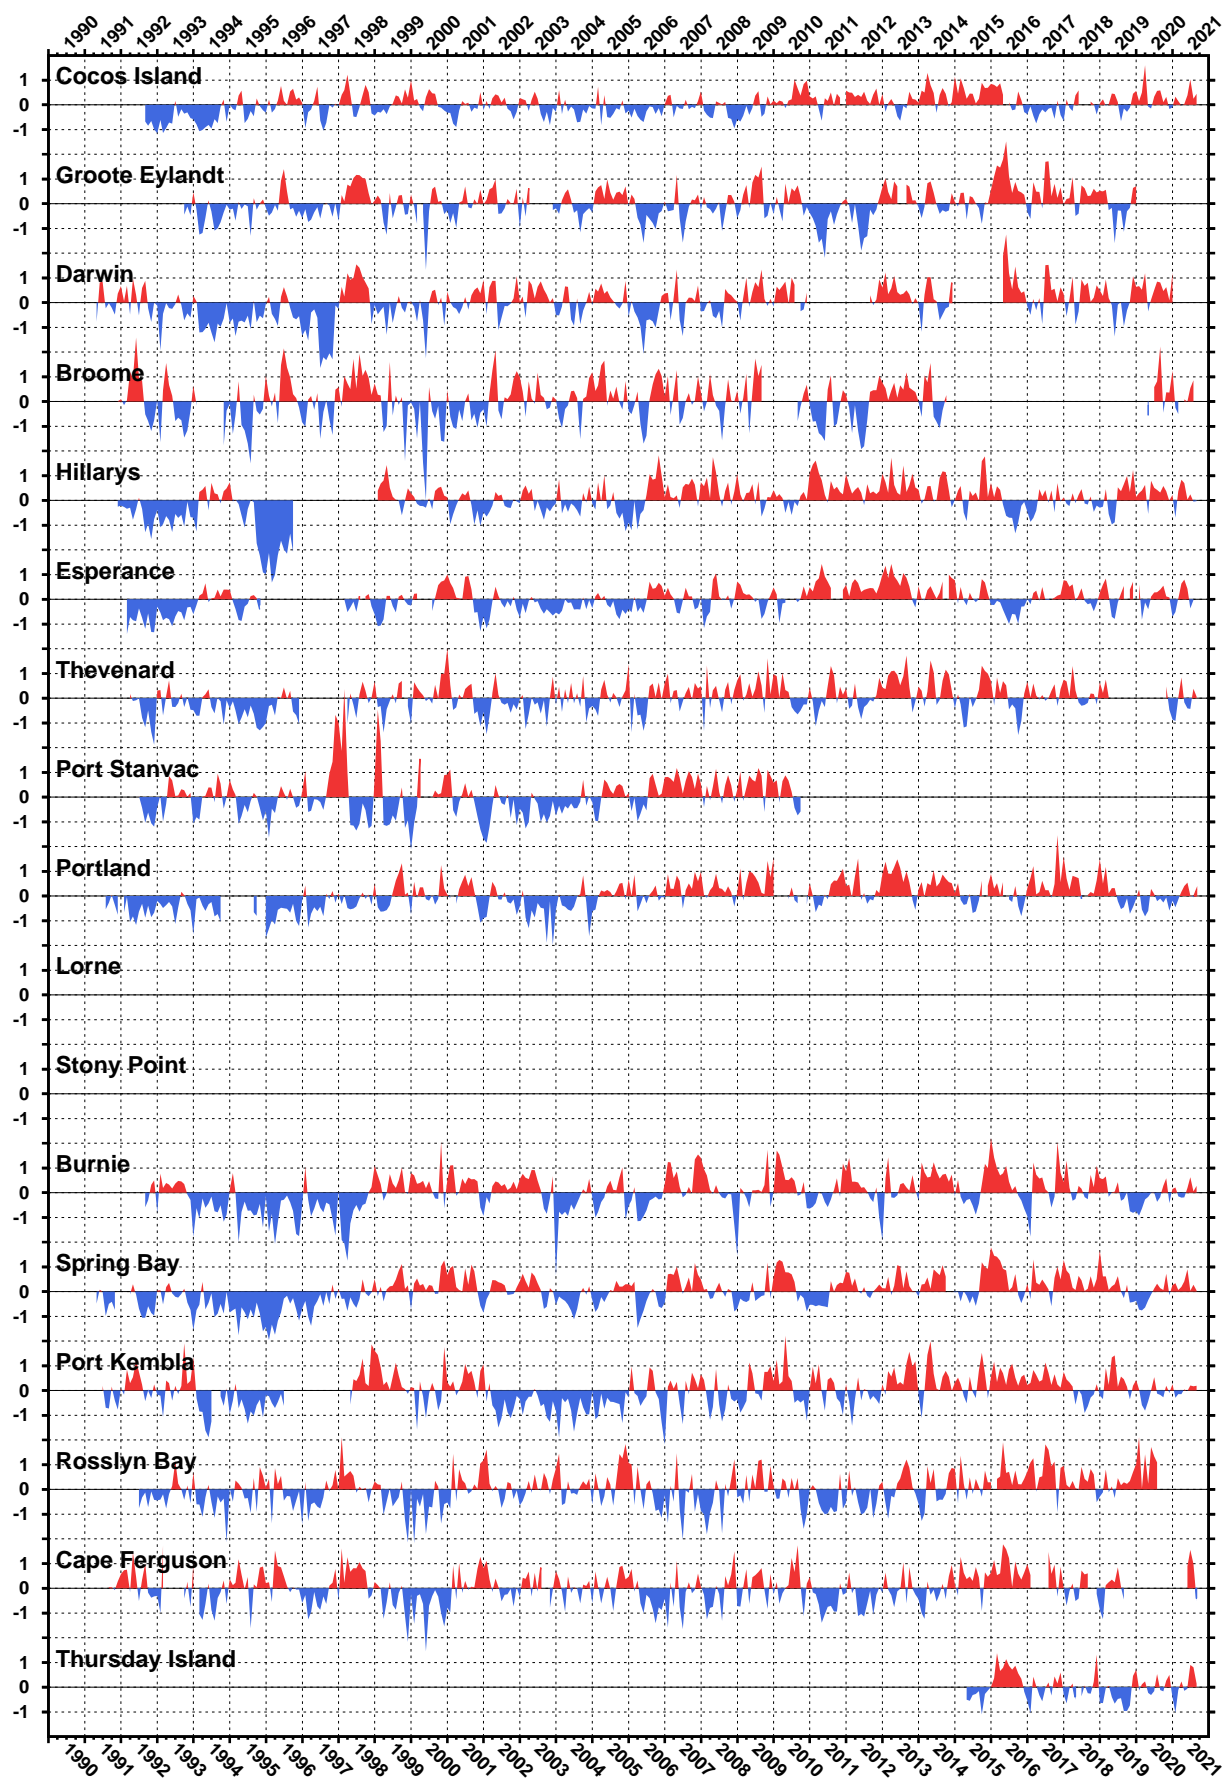 1990 1991 1992 1993 1994 1995 1996 1997 1998 1999 2000 2001 2002 2003 2004 2005 2006 2007 2008 2009 2010 2011 2012 2013 2014 2015 2016 2017 2018 2019 2020 2021
Cocos Island
1
0
-1
Groote Eylandt
1
0
-1
Darwin
1
0
-1
Broome
1
0
-1
Hillarys
1
0
-1
Esperance
1
0
-1
Thevenard
1
0
-1
Port Stanvac
1
0
-1
Portland
1
0
-1
Lorne
1
0
-1
Stony Point
1
0
-1
Burnie
1
0
-1
Spring Bay
1
0
-1
Port Kembla
1
0
-1
Rosslyn Bay
1
0
-1
Cape Ferguson
1
0
-1
Thursday Island
1
0
-1
1990 1991 1992 1993 1994 1995 1996 1997 1998 1999 2000 2001 2002 2003 2004 2005 2006 2007 2008 2009 2010 2011 2012 2013 2014 2015 2016 2017 2018 2019 2020 2021